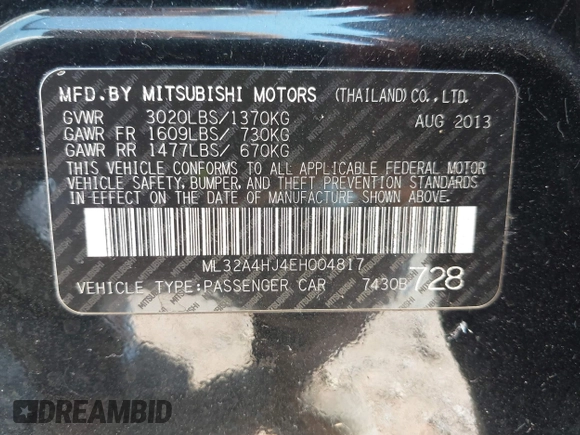 MFD. BY MITSUBISHI MOTORS (THAILAND) CO., LTD.
GVWR 3020LBS/1370KG AUG 2013
GAWR FR 1609LBS/ 730KG
GAWR RR 1477LBS/ 670KG
THIS VEHICLE CONFORMS TO ALL APPLICABLE FEDERAL MOTOR
VEHICLE SAFETY, BUMPER, AND THEFT PREVENTION STANDARDS
IN EFFECT ON THE DATE OF MANUFACTURE SHOWN ABOVE.
ML32A4HJ4EH004817
VEHICLE TYPE:PASSENGER CAR 7430B 728
DREAMBID